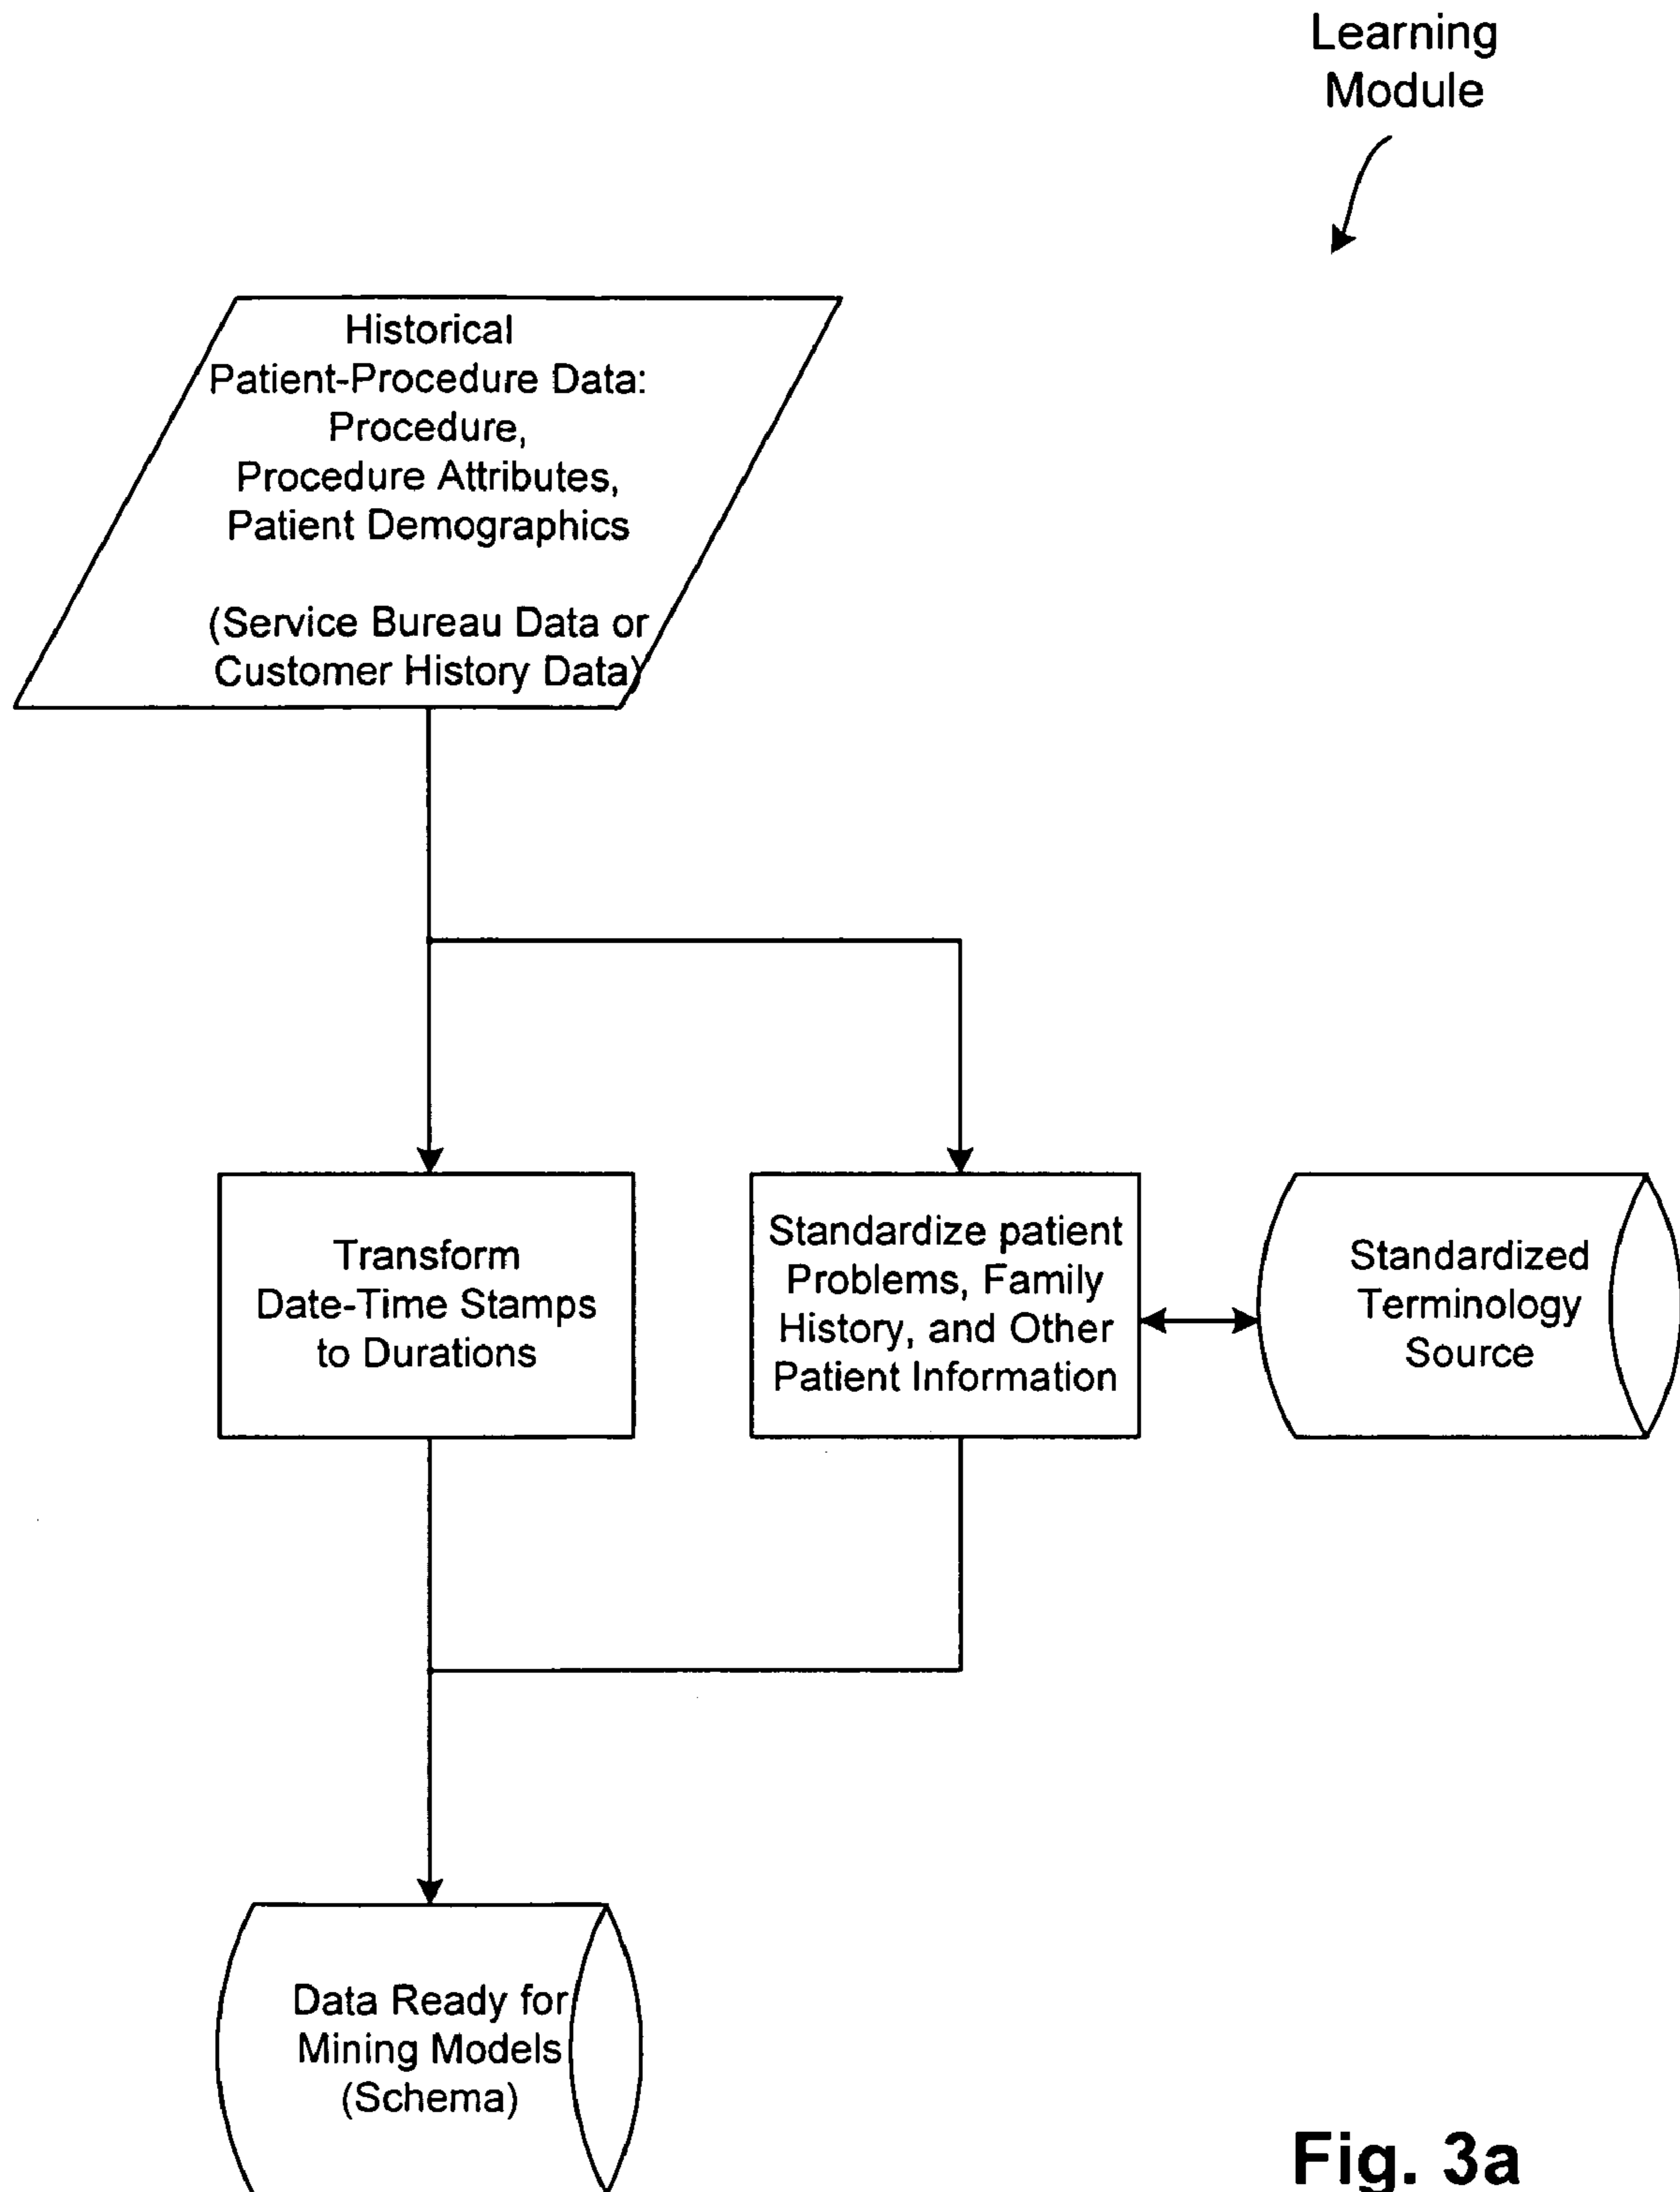 Learning
Module
Historical
Patient-Procedure Data:
Procedure,
Procedure Attributes,
Patient Demographics
(Service Bureau Data or
Customer History Data)
Transform
Date-Time Stamps
to Durations
Standardize patient
Problems, Family
History, and Other
Patient Information
Standardized
Terminology
Source
Data Ready for
Mining Models
(Schema)
Fig. 3a